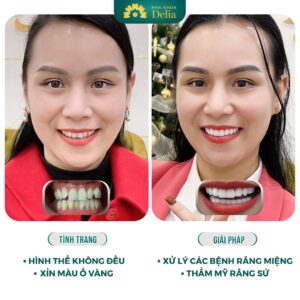 NHA KHOA
Delia
TÌNH TRẠNG
GIẢI PHÁP
• HÌNH THỂ KHÔNG ĐỀU
• XỈN MÀU Ố VÀNG
• XỬ LÝ CÁC BỆNH RĂNG MIỆNG
• THẨM MỸ RĂNG SỨ